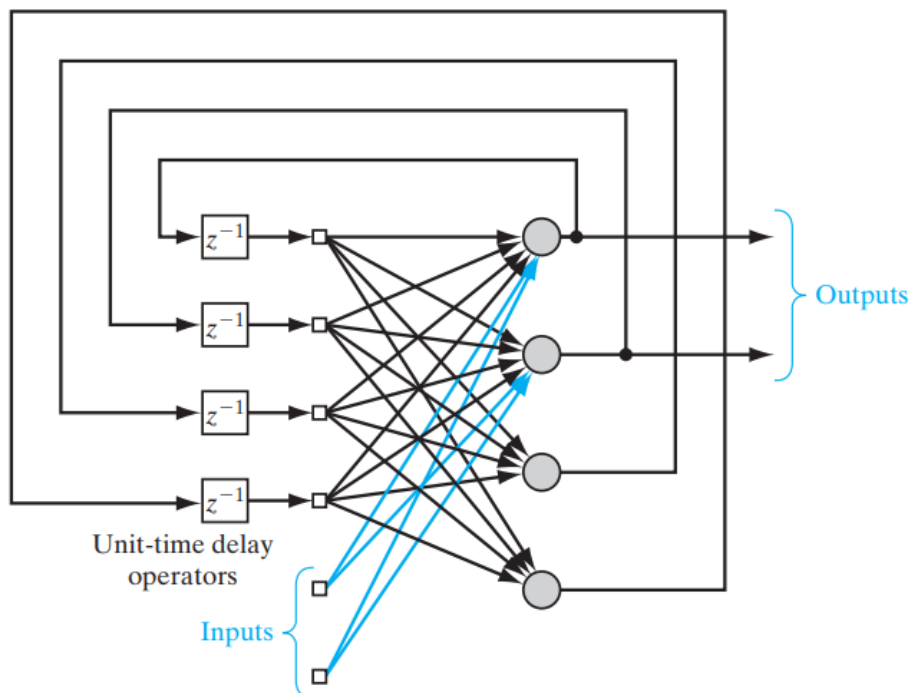 z⁻¹
z⁻¹
Outputs
z⁻¹
z⁻¹
Unit-time delay
operators
Inputs